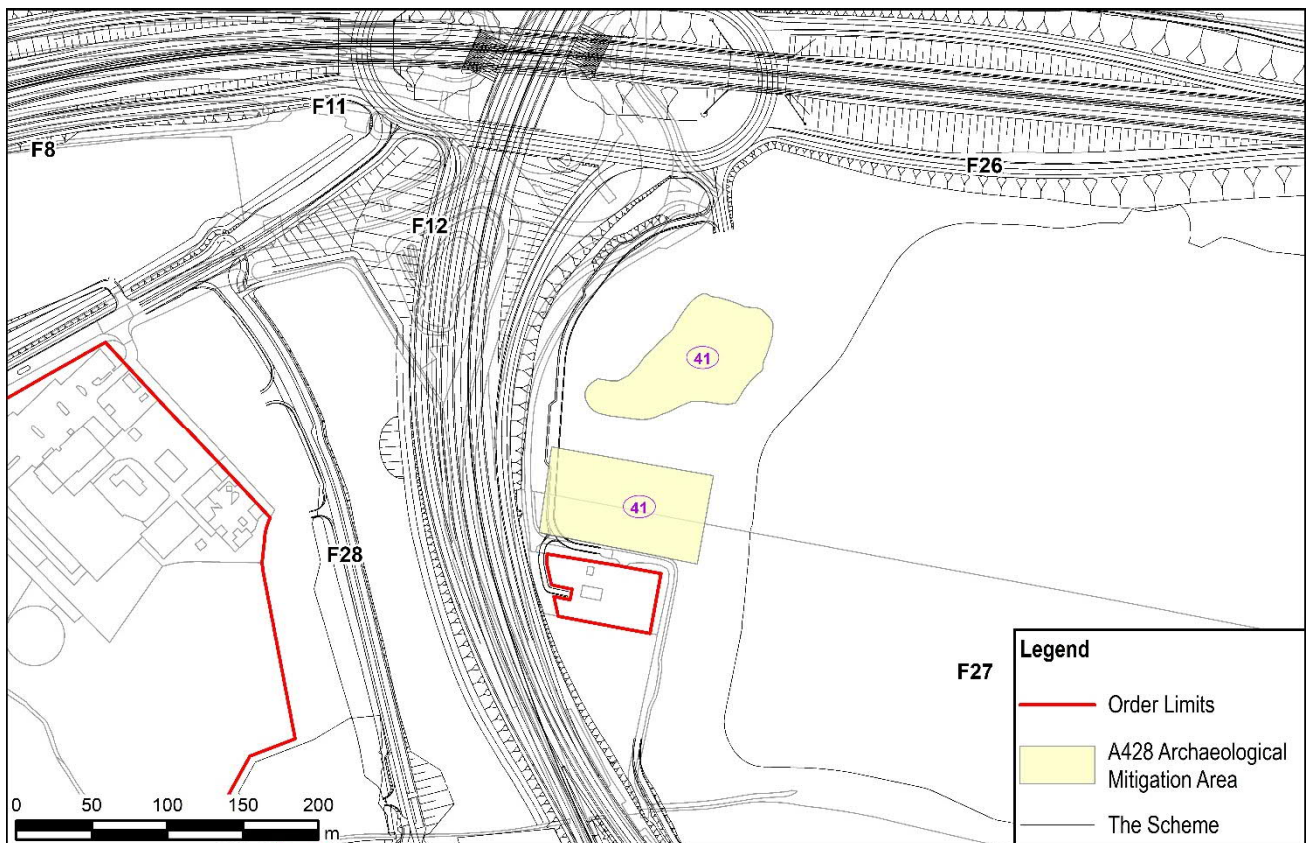 F11
F8
F26
F12
41
41
F28
F27
Legend
Order Limits
A428 Archaeological
Mitigation Area
The Scheme
0 50 100 150 200
m